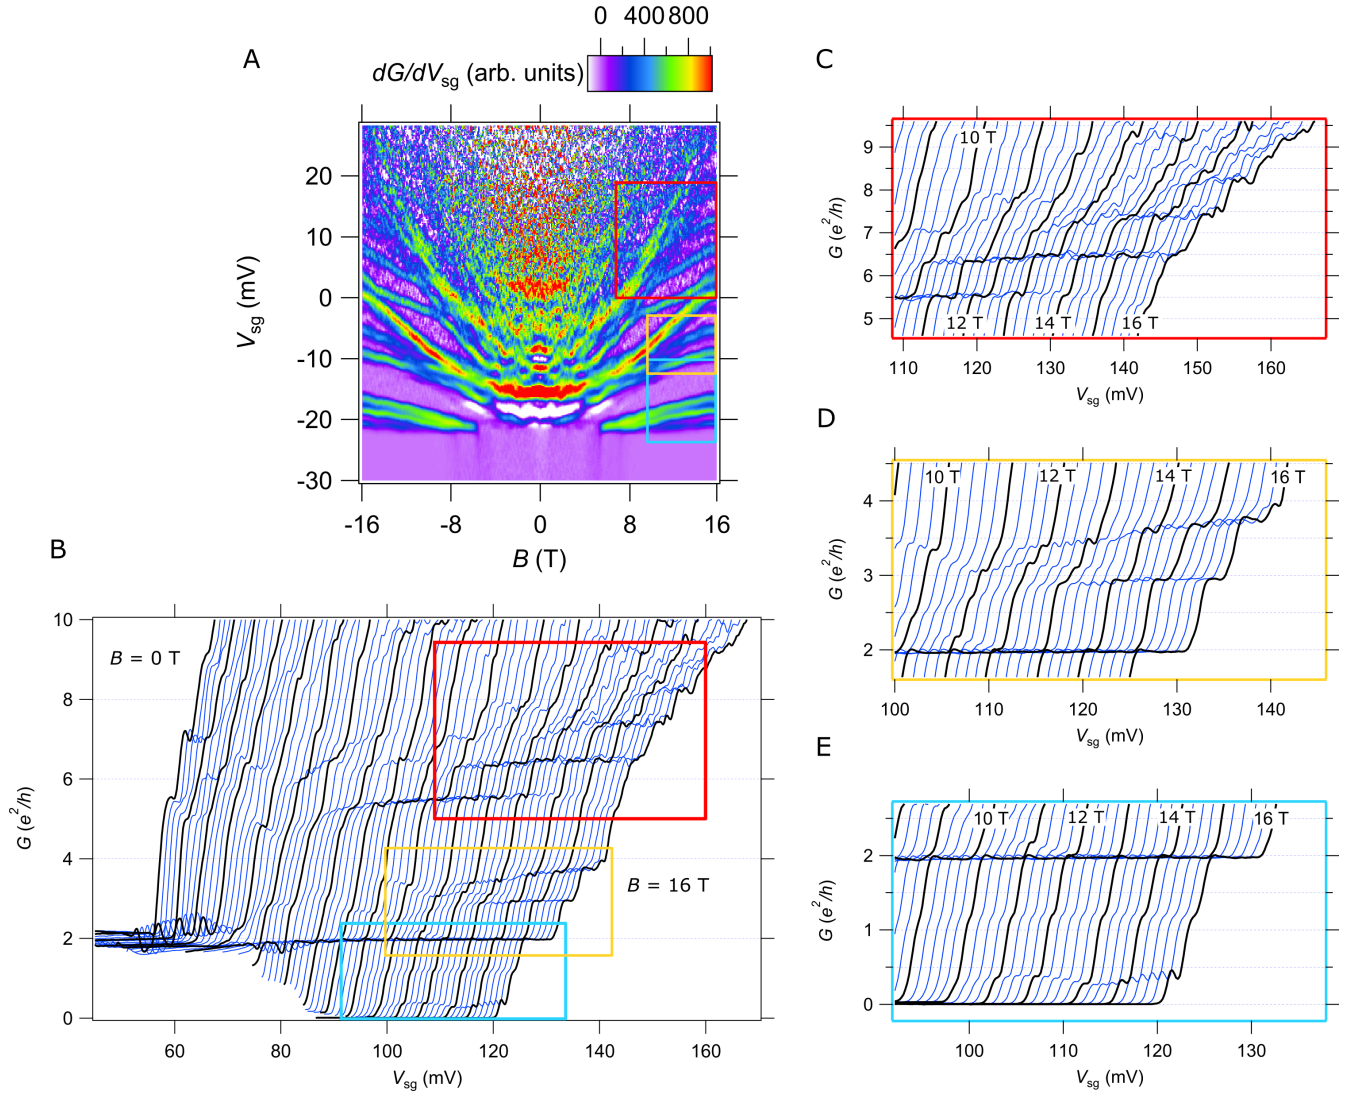 A
0 400 800
dG/dVsg (arb. units)
20
10
0
-10
-20
-30
Vsg (mV)
-16 -8 0 8 16
B (T)
B
10
8
6
4
2
0
G (e²/h)
B = 0 T
B = 16 T
60 80 100 120 140 160
Vsg (mV)
C
9
8
7
6
5
G (e²/h)
10 T
12 T 14 T 16 T
110 120 130 140 150 160
Vsg (mV)
D
4
3
2
G (e²/h)
10 T 12 T 14 T 16 T
100 110 120 130 140
Vsg (mV)
E
2
1
0
G (e²/h)
10 T 12 T 14 T 16 T
100 110 120 130
Vsg (mV)